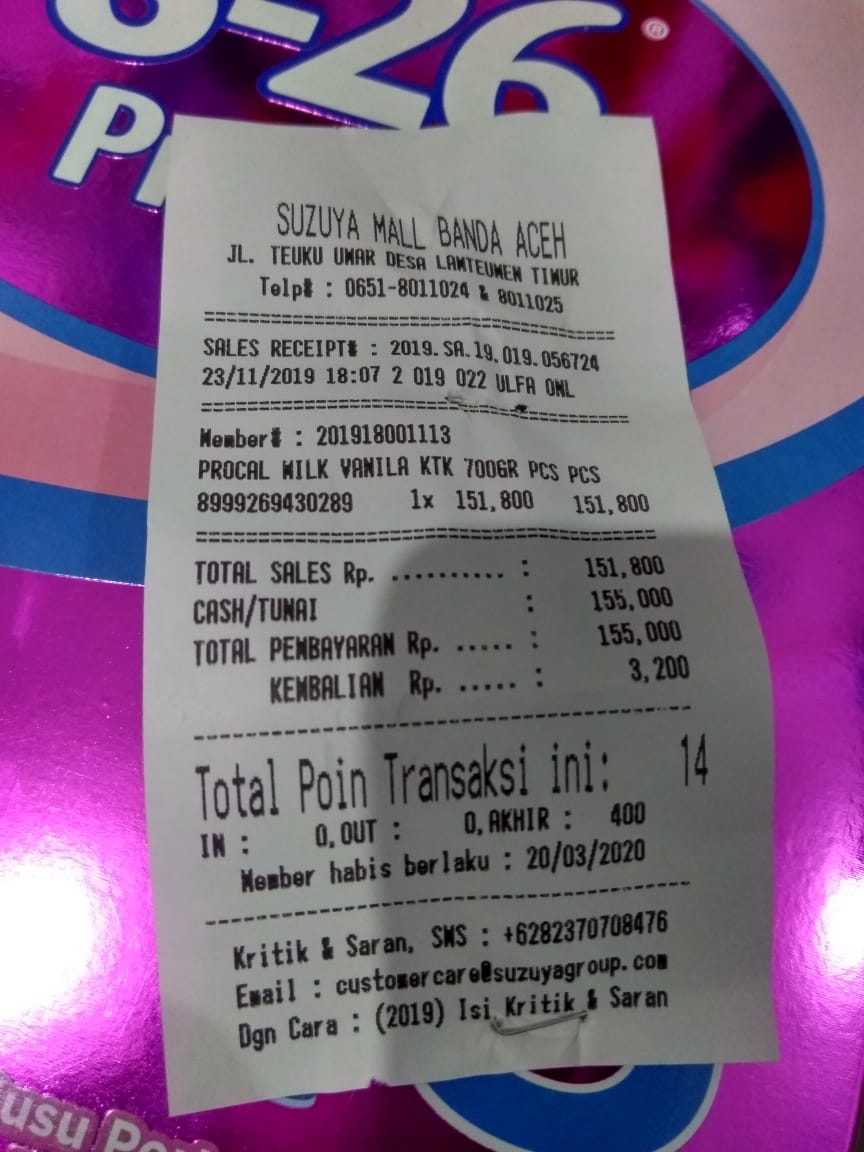 S-26
®
SUZUYA MALL BANDA ACEH
JL. TEUKU UMAR DESA LAMTEUMEN TIMUR
Telp# : 0651-8011024 & 8011025
SALES RECEIPT# : 2019.SA.19.019.056724
23/11/2019 18:07 2 019 022 ULFA ONL
Member# : 201918001113
PROCAL MILK VANILA KTK 700GR PCS PCS
8999269430289 1x 151,800 151,800
TOTAL SALES Rp. .......... : 151,800
CASH/TUNAI : 155,000
TOTAL PEMBAYARAN Rp. ..... : 155,000
KEMBALIAN Rp. ..... : 3,200
Total Poin Transaksi ini: 14
IN : 0,OUT : 0,AKHIR : 400
Member habis berlaku : 20/03/2020
Kritik & Saran, SMS : +6282370708476
Email : customercare@suzuyagroup.com
Dgn Cara : (2019) Isi Kritik & Saran